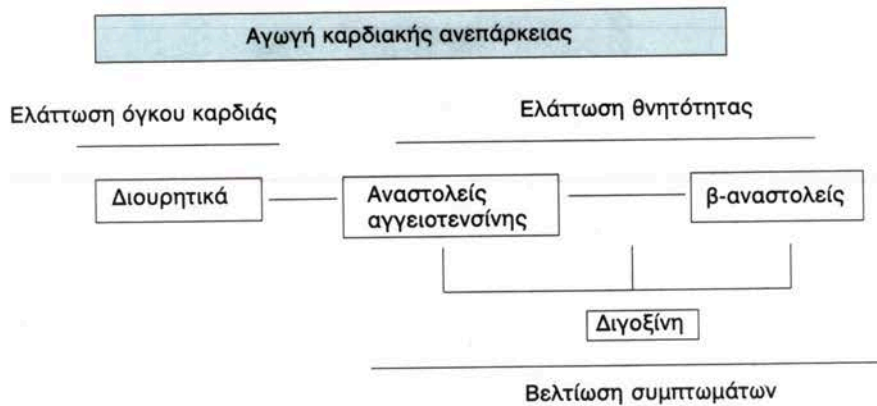 Αγωγή καρδιακής ανεπάρκειας
Ελάττωση όγκου καρδιάς
Ελάττωση θνητότητας
Διουρητικά
Αναστολείς
αγγειοτενσίνης
β-αναστολείς
Διγοξίνη
Βελτίωση συμπτωμάτων